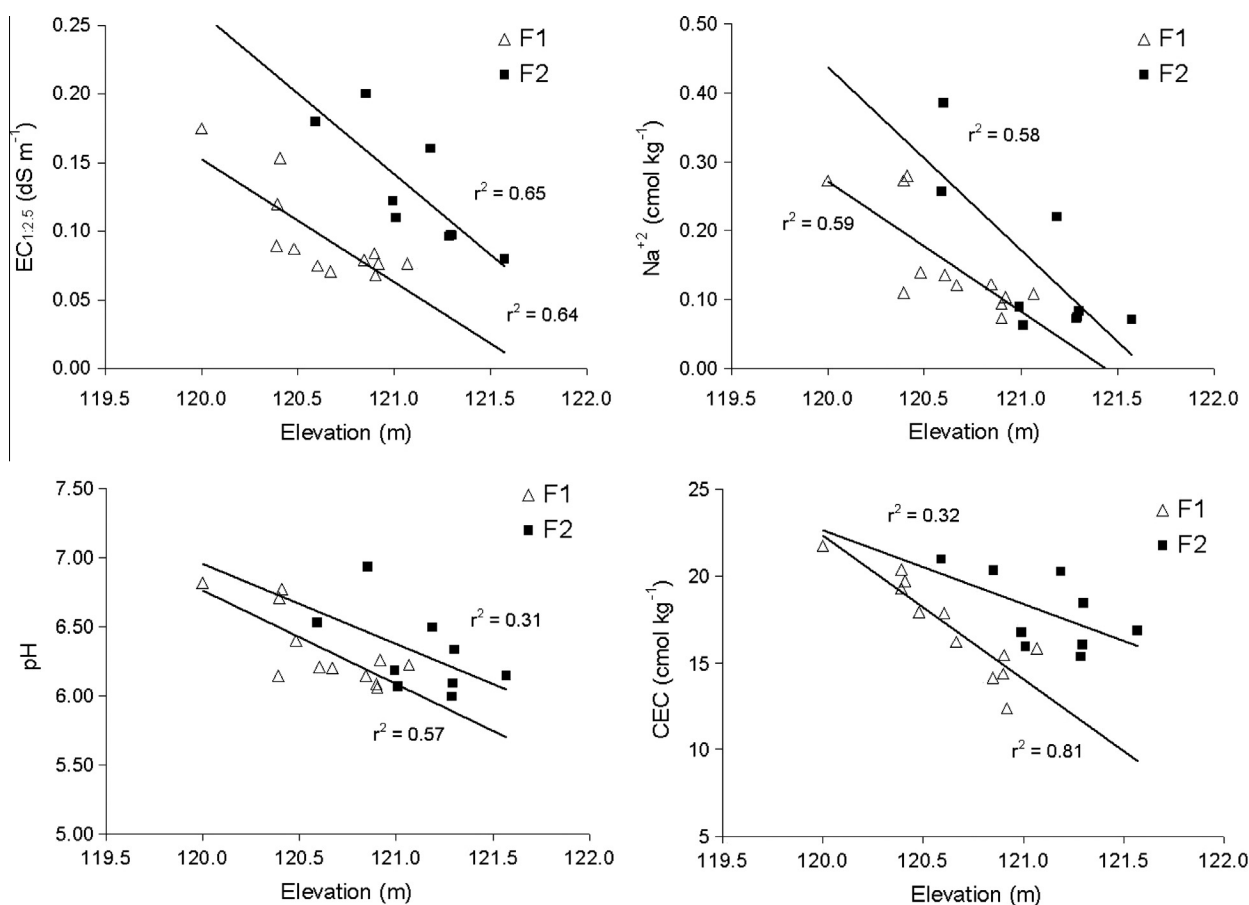 0.25
0.20
0.15
0.10
0.05
0.00
EC1:2.5 (dS m-1)
F1
F2
r2 = 0.65
r2 = 0.64
119.5 120.0 120.5 121.0 121.5 122.0
Elevation (m)
0.50
0.40
0.30
0.20
0.10
0.00
Na+2 (cmol kg-1)
F1
F2
r2 = 0.58
r2 = 0.59
119.5 120.0 120.5 121.0 121.5 122.0
Elevation (m)
7.50
7.00
6.50
6.00
5.50
5.00
pH
F1
F2
r2 = 0.31
r2 = 0.57
119.5 120.0 120.5 121.0 121.5 122.0
Elevation (m)
25
20
15
10
5
CEC (cmol kg-1)
F1
F2
r2 = 0.32
r2 = 0.81
119.5 120.0 120.5 121.0 121.5 122.0
Elevation (m)